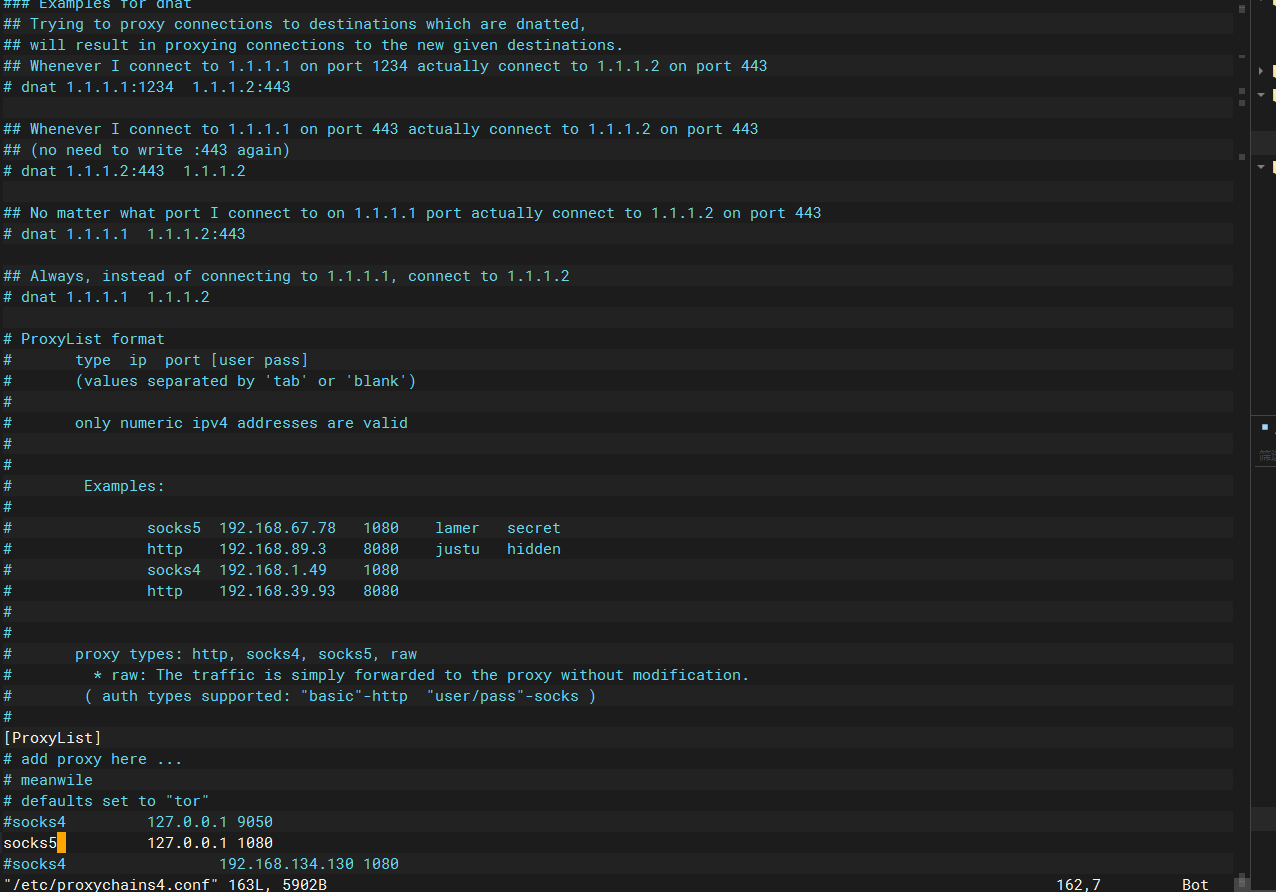 ### Examples for dnat
## Trying to proxy connections to destinations which are dnatted,
## will result in proxying connections to the new given destinations.
## Whenever I connect to 1.1.1.1 on port 1234 actually connect to 1.1.1.2 on port 443
# dnat 1.1.1.1:1234  1.1.1.2:443
## Whenever I connect to 1.1.1.1 on port 443 actually connect to 1.1.1.2 on port 443
## (no need to write :443 again)
# dnat 1.1.1.2:443  1.1.1.2
## No matter what port I connect to on 1.1.1.1 port actually connect to 1.1.1.2 on port 443
# dnat 1.1.1.1  1.1.1.2:443
## Always, instead of connecting to 1.1.1.1, connect to 1.1.1.2
# dnat 1.1.1.1  1.1.1.2
# ProxyList format
#       type  ip  port [user pass]
#       (values separated by 'tab' or 'blank')
#
#       only numeric ipv4 addresses are valid
#
#
#        Examples:
#
#               socks5  192.168.67.78   1080    lamer   secret
#               http    192.168.89.3    8080    justu   hidden
#               socks4  192.168.1.49    1080
#               http    192.168.39.93   8080
#
#
#       proxy types: http, socks4, socks5, raw
#         * raw: The traffic is simply forwarded to the proxy without modification.
#        ( auth types supported: "basic"-http  "user/pass"-socks )
#
[ProxyList]
# add proxy here ...
# meanwile
# defaults set to "tor"
#socks4         127.0.0.1 9050
socks5          127.0.0.1 1080
#socks4                 192.168.134.130 1080
"/etc/proxychains4.conf" 163L, 5902B 162,7 Bot